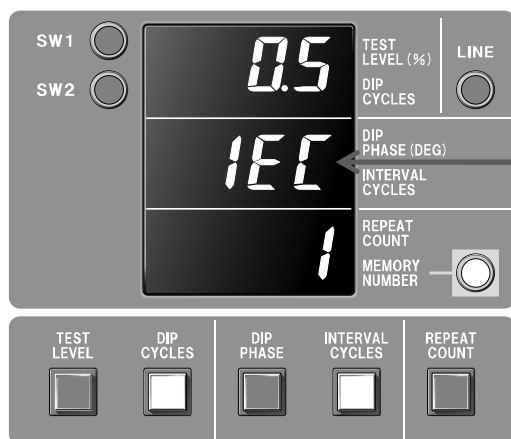 SW1
SW2
0.5
TEST
LEVEL (%)
DIP
CYCLES
LINE
1EC
DIP
PHASE (DEG)
INTERVAL
CYCLES
1
REPEAT
COUNT
MEMORY
NUMBER
TEST
LEVEL
DIP
CYCLES
DIP
PHASE
INTERVAL
CYCLES
REPEAT
COUNT